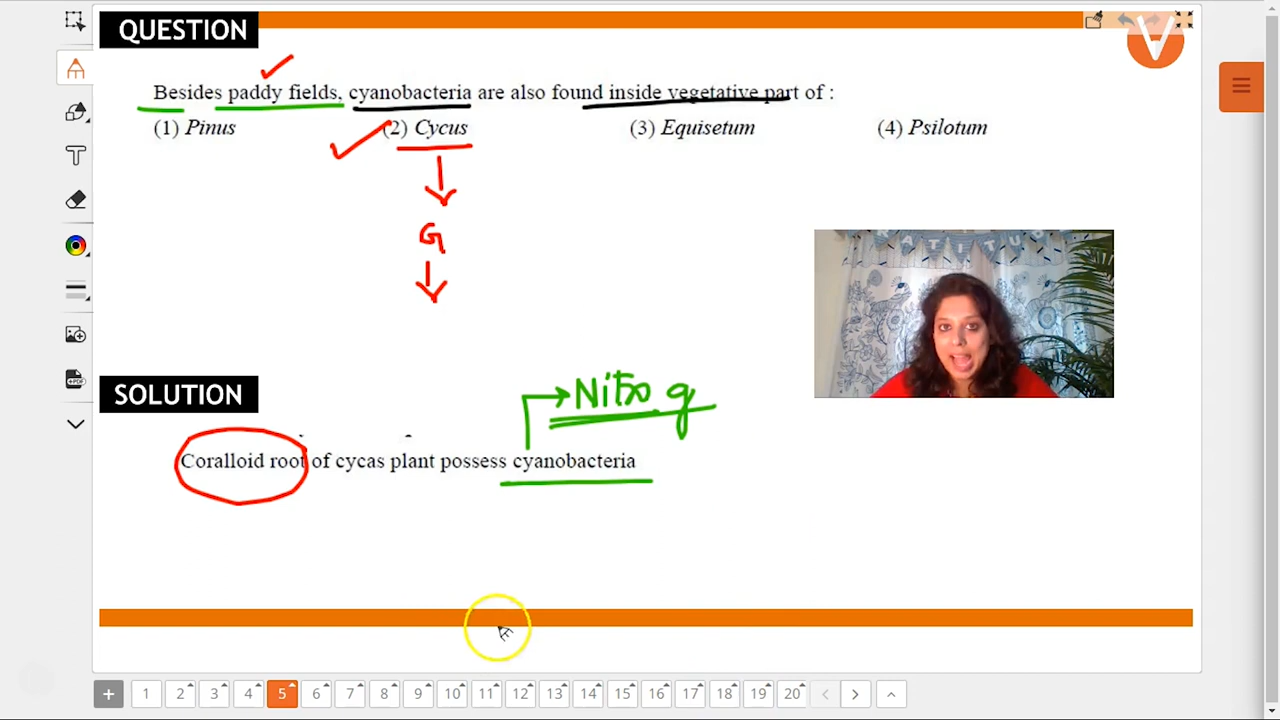 QUESTION
Besides paddy fields, cyanobacteria are also found inside vegetative part of :
(1) Pinus (2) Cycus (3) Equisetum (4) Psilotum
G
RATITUD
SOLUTION
Nitro g
Coralloid root of cycas plant possess cyanobacteria
1 2 3 4 5 6 7 8 9 10 11 12 13 14 15 16 17 18 19 20